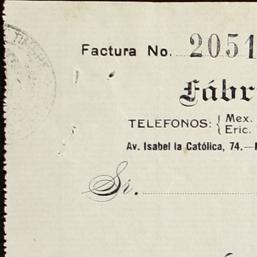 Factura No. 2051
Fábr
TELEFONOS: { Mex.
Eric.
Av. Isabel la Católica, 74.—
Sr.